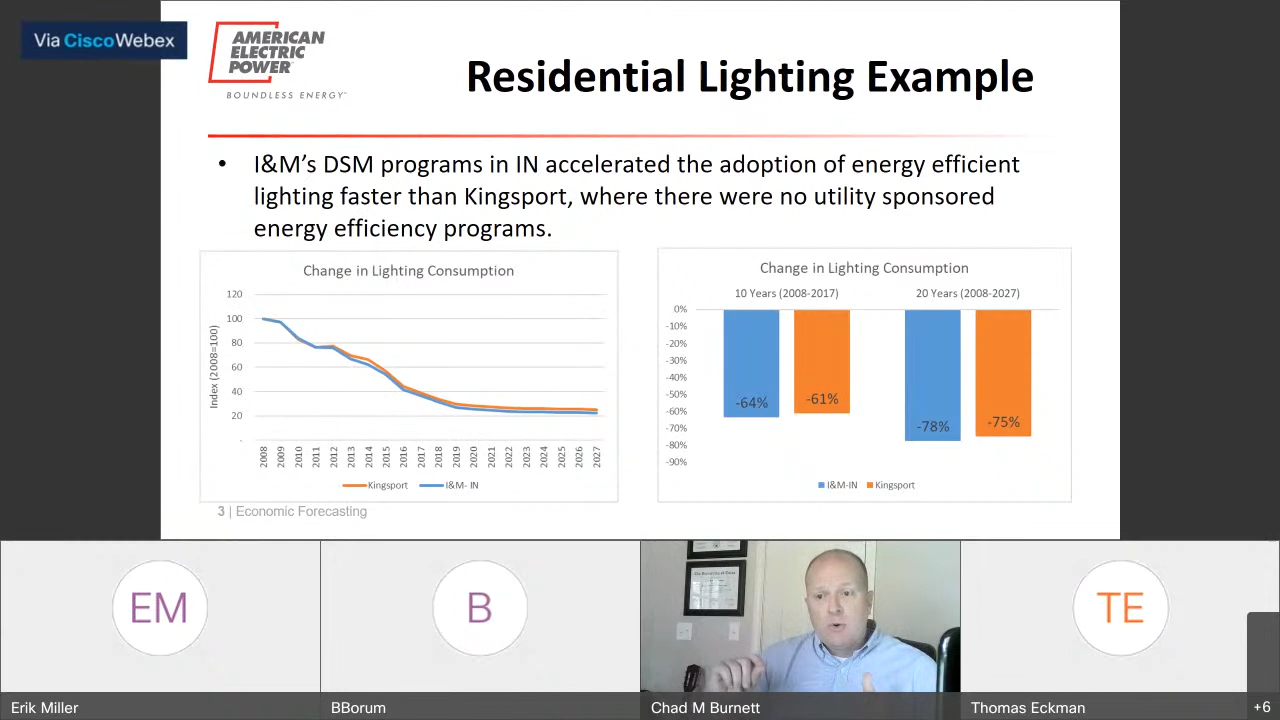 Via Cisco Webex
AMERICAN
ELECTRIC
POWER
BOUNDLESS ENERGY
Residential Lighting Example
• I&M's DSM programs in IN accelerated the adoption of energy efficient
lighting faster than Kingsport, where there were no utility sponsored
energy efficiency programs.
Change in Lighting Consumption
Index (2008=100)
120
100
80
60
40
20
-
2008 2009 2010 2011 2012 2013 2014 2015 2016 2017 2018 2019 2020 2021 2022 2023 2024 2025 2026 2027
Kingsport I&M- IN
Change in Lighting Consumption
10 Years (2008-2017) 20 Years (2008-2027)
0%
-10%
-20%
-30%
-40%
-50%
-60%
-70%
-80%
-90%
-64% -61% -78% -75%
I&M-IN Kingsport
3 | Economic Forecasting
EM
B
TE
Erik Miller
BBorum
Chad M Burnett
Thomas Eckman
+6